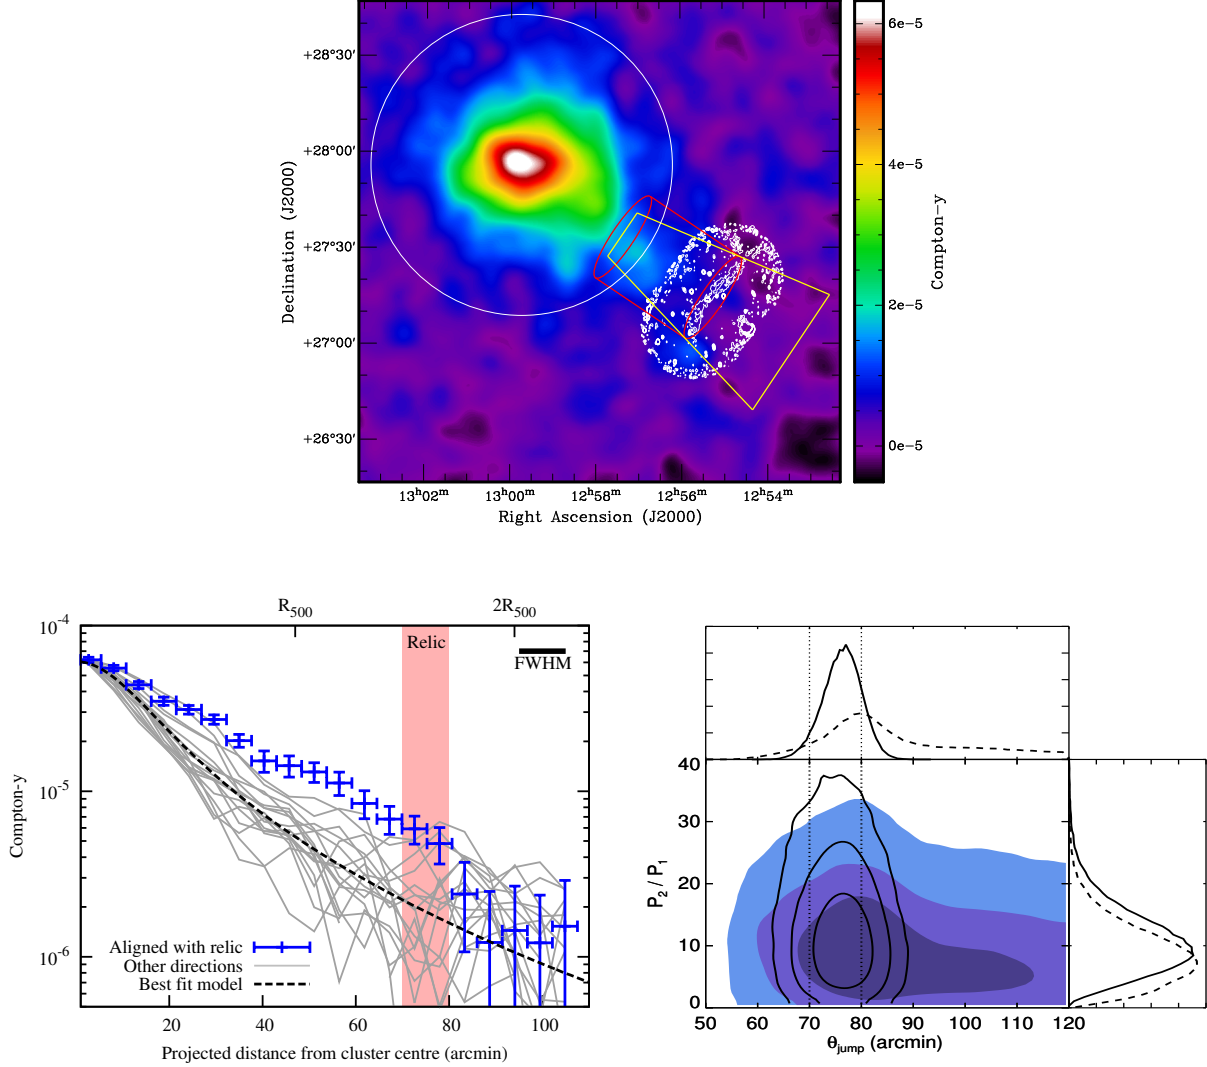 +28°30′
+28°00′
+27°30′
+27°00′
+26°30′
Declination (J2000)
13h02m 13h00m 12h58m 12h56m 12h54m
Right Ascension (J2000)
6e−5
4e−5
2e−5
0e−5
Compton−y
R500 2R500
10-4
10-5
10-6
Compton-y
Relic
FWHM
Aligned with relic
Other directions
Best fit model
20 40 60 80 100
Projected distance from cluster centre (arcmin)
40
30
20
10
0
P2 / P1
50 60 70 80 90 100 110 120
θjump (arcmin)